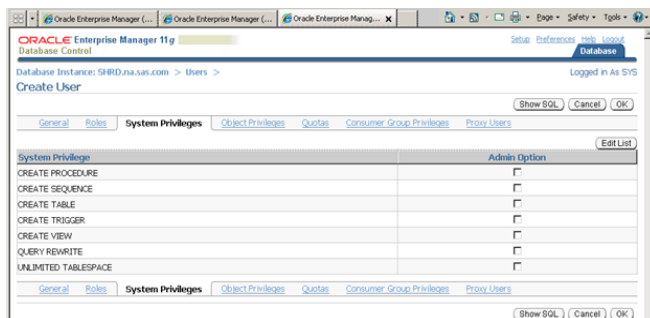 Oracle Enterprise Manager (...
Oracle Enterprise Manager (...
Oracle Enterprise Manag... X
Page Safety Tools
ORACLE Enterprise Manager 11g
Database Control
Setup Preferences Help Logout
Database
Database Instance: SHRD.na.sas.com > Users >
Logged in As SYS
Create User
Show SQL Cancel OK
General Roles System Privileges Object Privileges Quotas Consumer Group Privileges Proxy Users
Edit List
System Privilege Admin Option
CREATE PROCEDURE
CREATE SEQUENCE
CREATE TABLE
CREATE TRIGGER
CREATE VIEW
QUERY REWRITE
UNLIMITED TABLESPACE
General Roles System Privileges Object Privileges Quotas Consumer Group Privileges Proxy Users
Show SQL Cancel OK